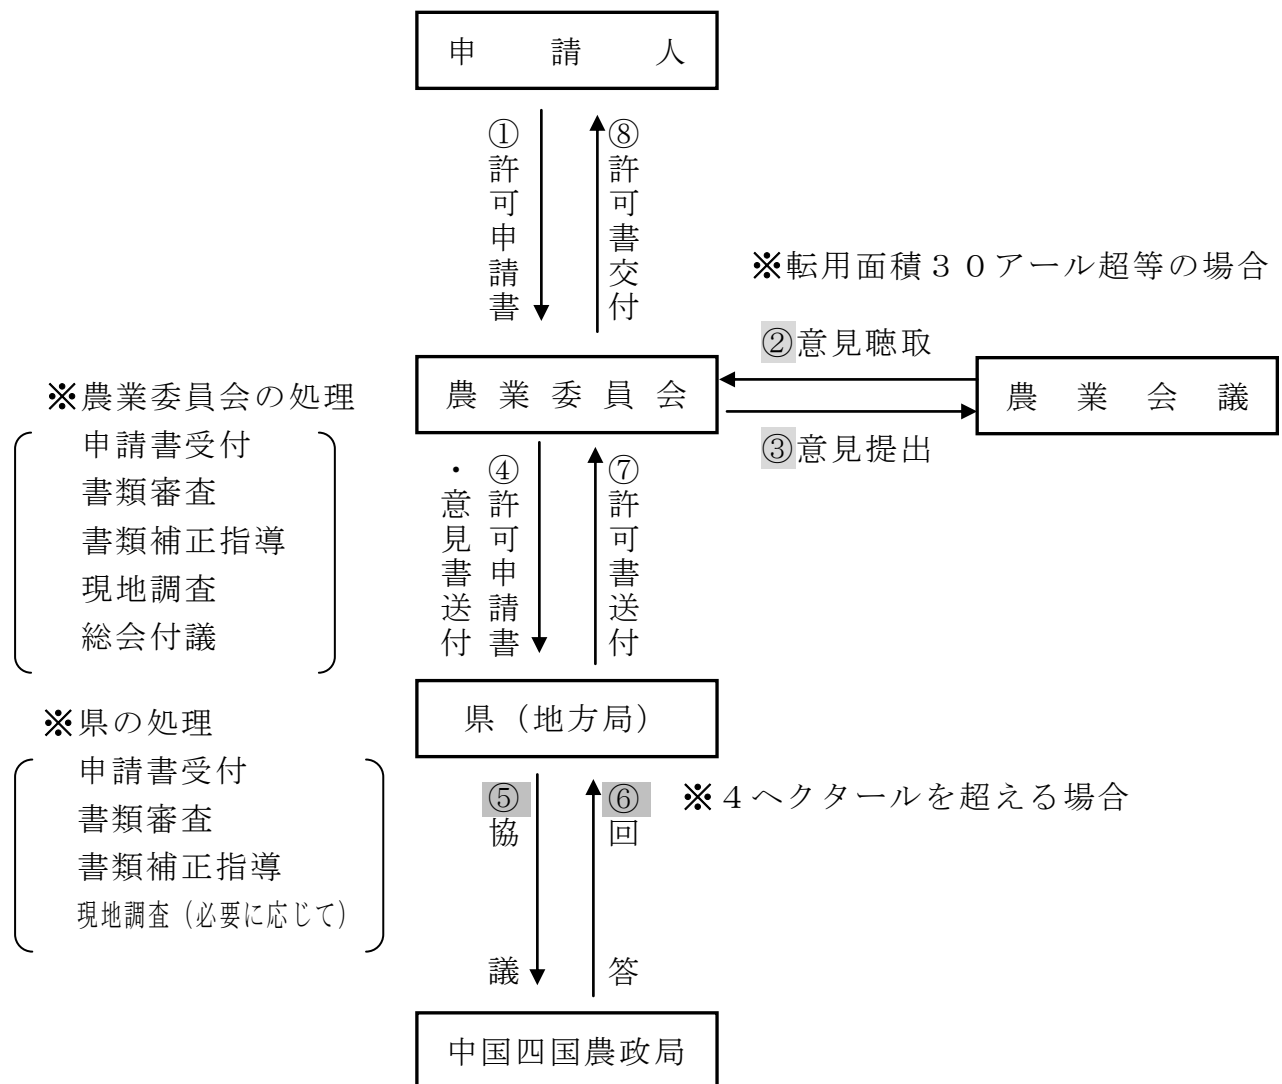 申請人
①許可申請書
⑧許可書交付
※転用面積３０アール超等の場合
②意見聴取
農業委員会
農業会議
③意見提出
※農業委員会の処理
申請書受付
書類審査
書類補正指導
現地調査
総会付議
④許可申請書
・意見書送付
⑦許可書送付
県（地方局）
※県の処理
申請書受付
書類審査
書類補正指導
現地調査（必要に応じて）
⑤協議
⑥回答
※４ヘクタールを超える場合
中国四国農政局